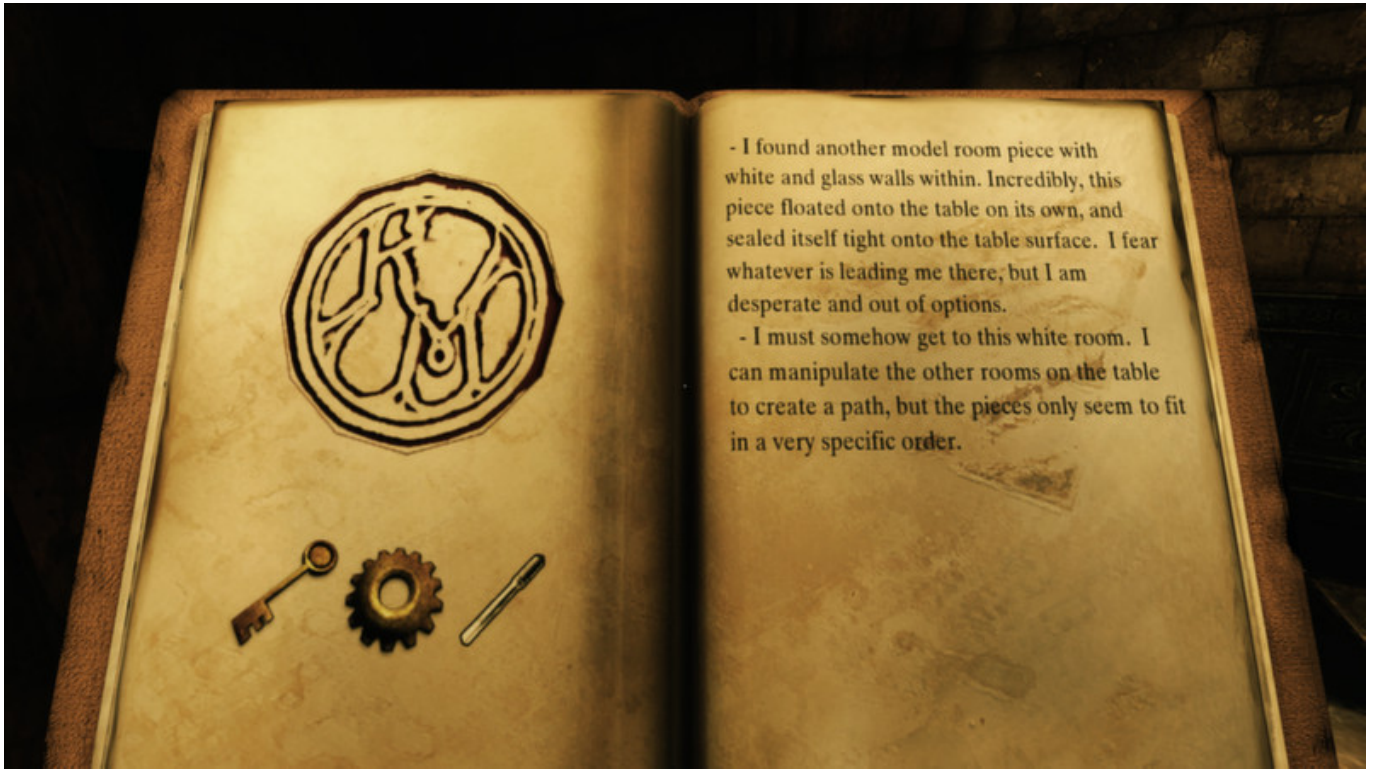 - I found another model room piece with
white and glass walls within. Incredibly, this
piece floated onto the table on its own, and
sealed itself tight onto the table surface. I fear
whatever is leading me there, but I am
desperate and out of options.
- I must somehow get to this white room. I
can manipulate the other rooms on the table
to create a path, but the pieces only seem to fit
in a very specific order.